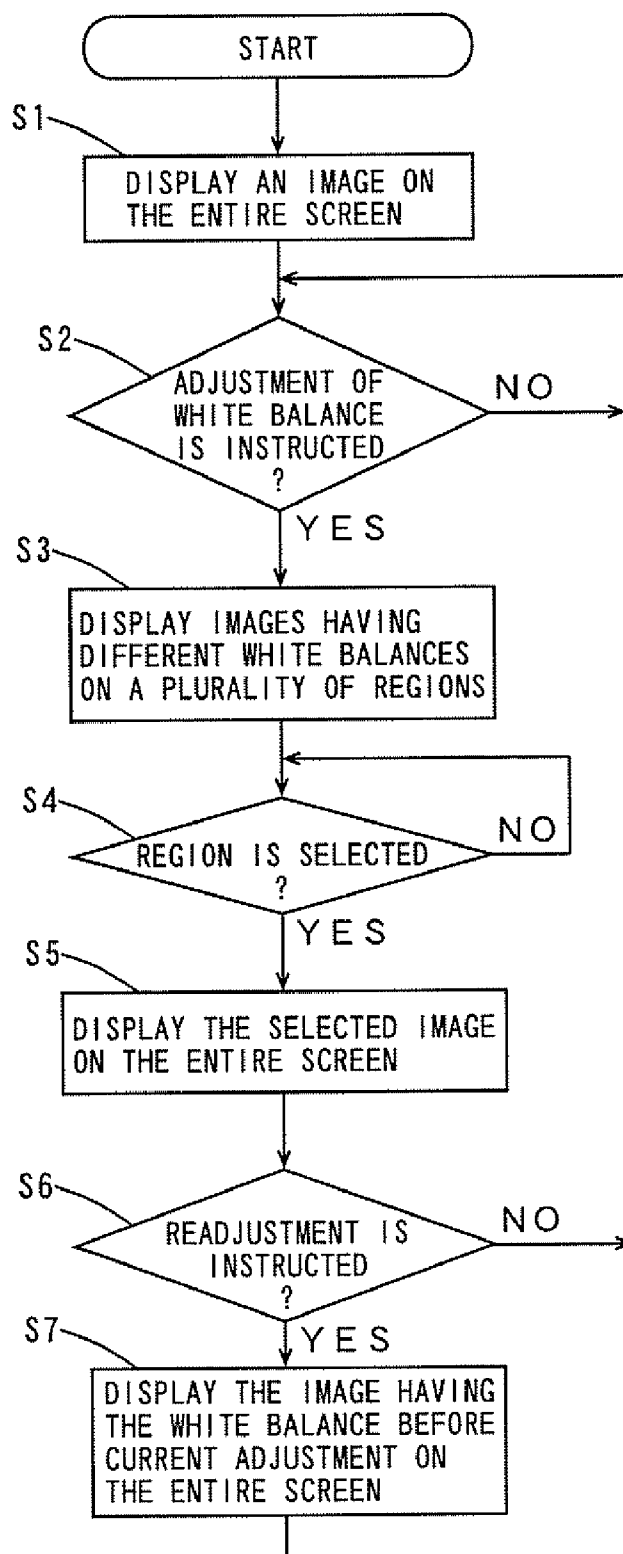 START
S1
DISPLAY AN IMAGE ON
THE ENTIRE SCREEN
S2
ADJUSTMENT OF
WHITE BALANCE
IS INSTRUCTED
?
NO
YES
S3
DISPLAY IMAGES HAVING
DIFFERENT WHITE BALANCES
ON A PLURALITY OF REGIONS
S4
REGION IS SELECTED
?
NO
YES
S5
DISPLAY THE SELECTED IMAGE
ON THE ENTIRE SCREEN
S6
READJUSTMENT IS
INSTRUCTED
?
NO
YES
S7
DISPLAY THE IMAGE HAVING
THE WHITE BALANCE BEFORE
CURRENT ADJUSTMENT ON
THE ENTIRE SCREEN